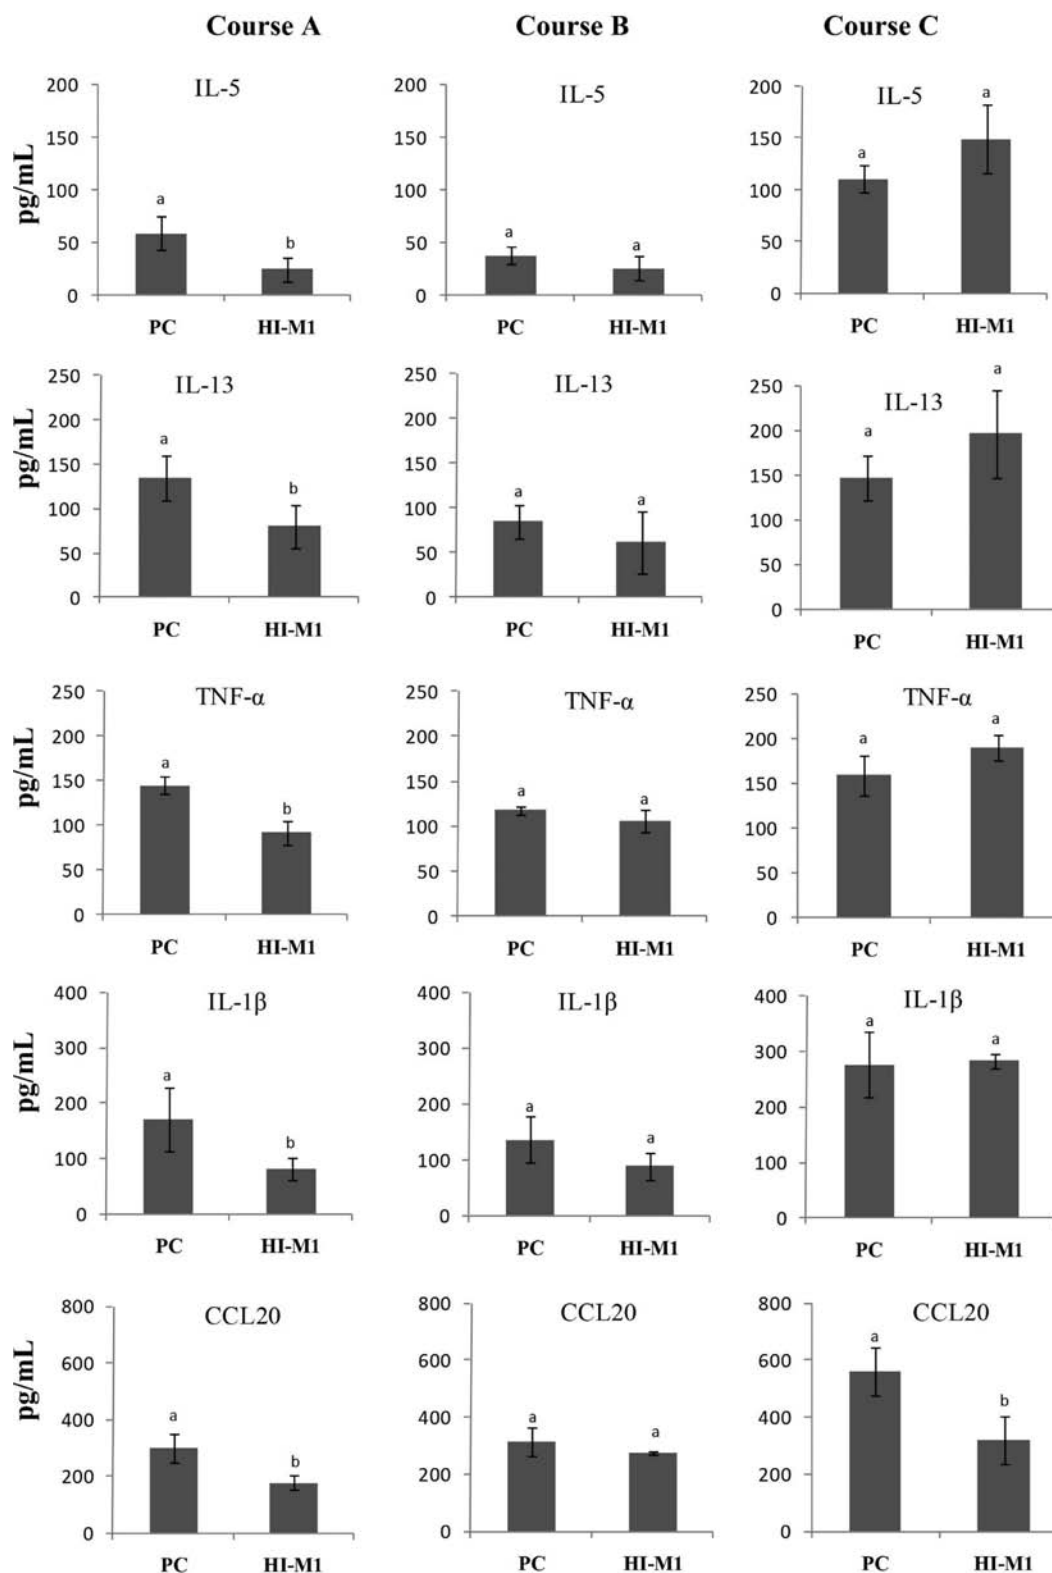 Course A Course B Course C
IL-5 IL-5 IL-5
pg/mL
200 150 100 50 0
a b
PC HI-M1
200 150 100 50 0
a a
PC HI-M1
200 150 100 50 0
a a
PC HI-M1
IL-13 IL-13 IL-13
pg/mL
250 200 150 100 50 0
a b
PC HI-M1
250 200 150 100 50 0
a a
PC HI-M1
250 200 150 100 50 0
a a
PC HI-M1
TNF-α TNF-α TNF-α
pg/mL
250 200 150 100 50 0
a b
PC HI-M1
250 200 150 100 50 0
a a
PC HI-M1
250 200 150 100 50 0
a a
PC HI-M1
IL-1β IL-1β IL-1β
pg/mL
400 300 200 100 0
a b
PC HI-M1
400 300 200 100 0
a a
PC HI-M1
400 300 200 100 0
a a
PC HI-M1
CCL20 CCL20 CCL20
pg/mL
800 600 400 200 0
a b
PC HI-M1
800 600 400 200 0
a a
PC HI-M1
800 600 400 200 0
a b
PC HI-M1